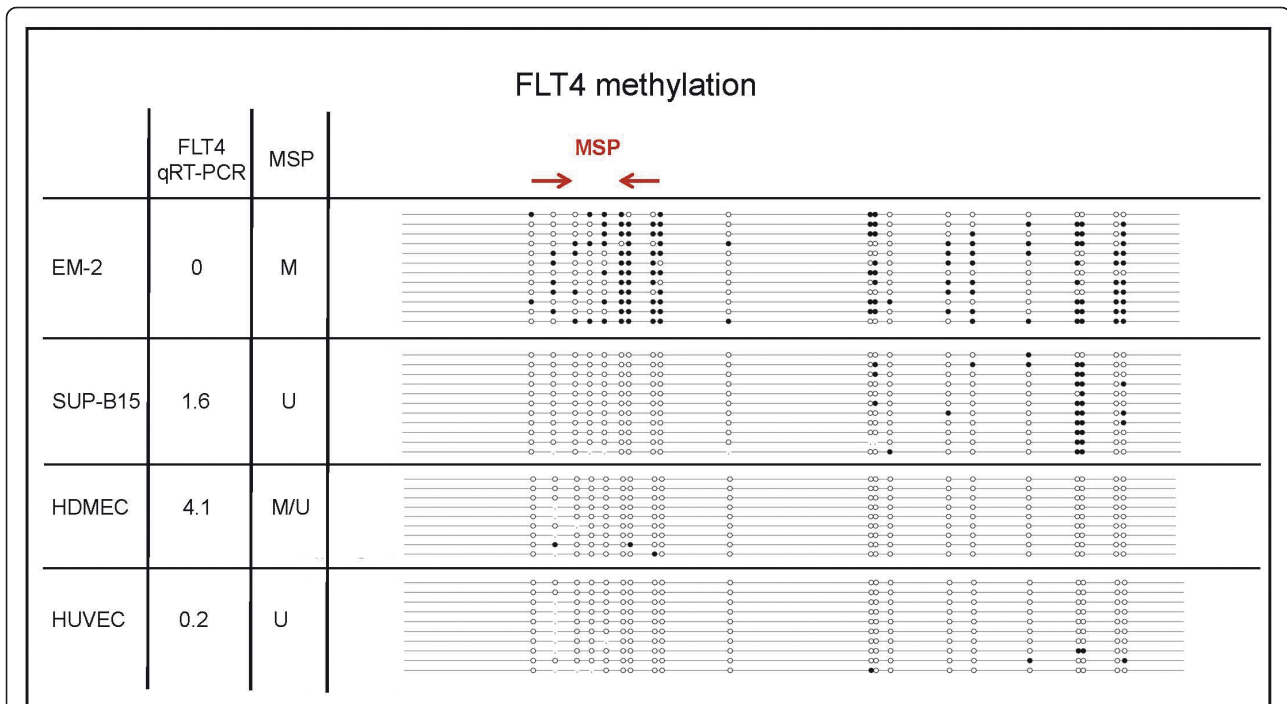 FLT4 methylation
FLT4
qRT-PCR
MSP
MSP
EM-2 0 M
SUP-B15 1.6 U
HDMEC 4.1 M/U
HUVEC 0.2 U